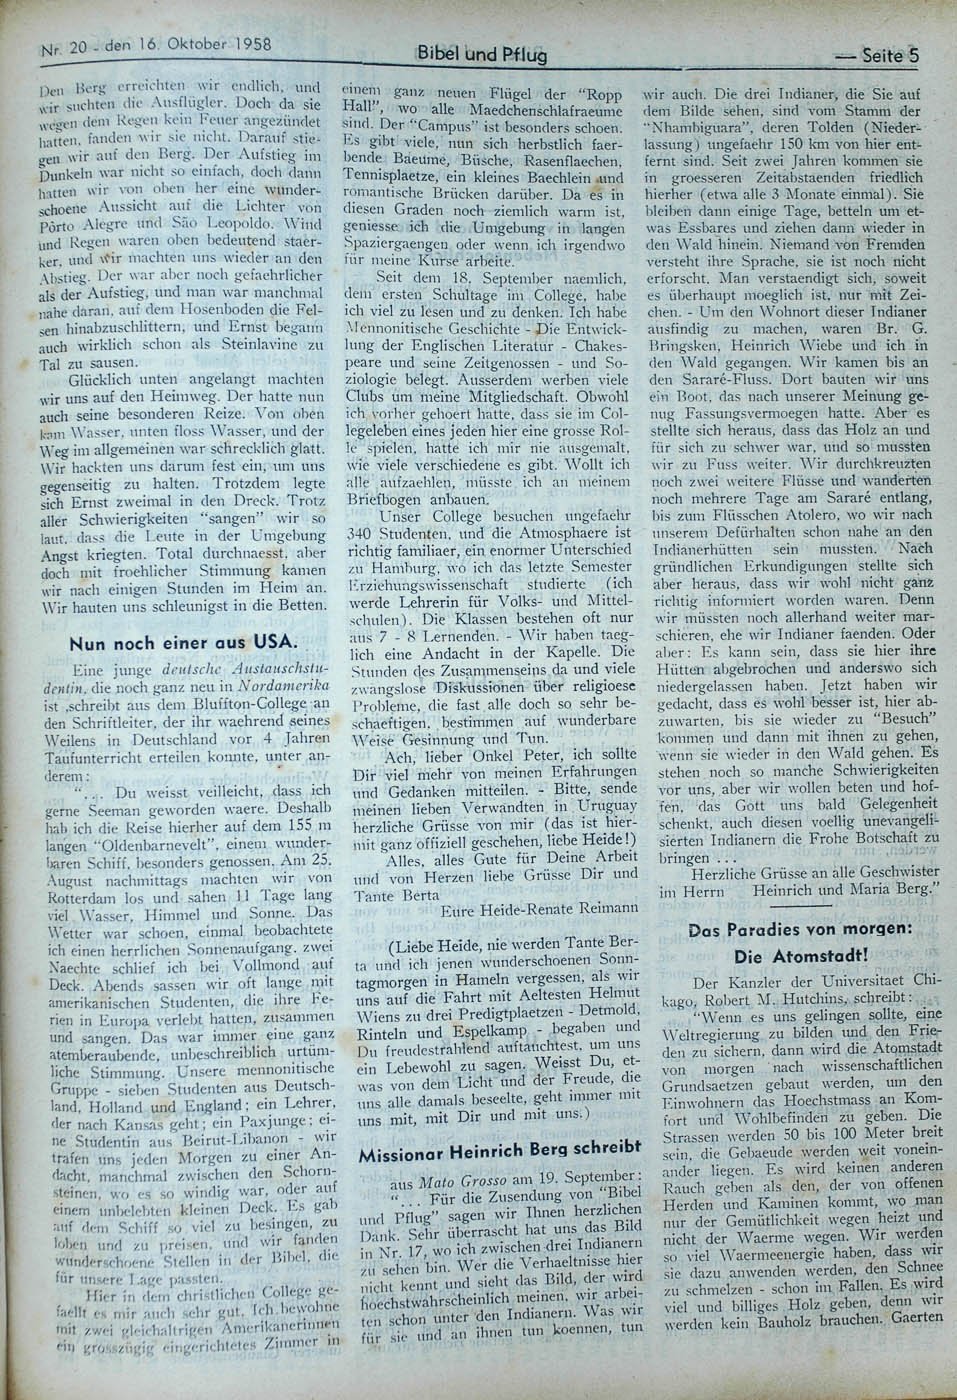 Nr. 20 - den 16. Oktober 1958
Bibel und Pflug
— Seite 5
Den Berg erreichten wir endlich, und
wir suchten die Ausflügler. Doch da sie
wegen dem Regen kein Feuer angezündet
hatten, fanden wir sie nicht. Darauf stie-
gen wir auf den Berg. Der Aufstieg im
Dunkeln war nicht so einfach, doch dann
hatten wir von oben her eine wunder-
schoene Aussicht auf die Lichter von
Pôrto Alegre und São Leopoldo. Wind
und Regen waren oben bedeutend staer-
ker, und wir machten uns wieder an den
Abstieg. Der war aber noch gefaehrlicher
als der Aufstieg, und man war manchmal
nahe daran, auf dem Hosenboden die Fel-
sen hinabzuschlittern, und Ernst begann
auch wirklich schon als Steinlavine zu
Tal zu sausen.
Glücklich unten angelangt machten
wir uns auf den Heimweg. Der hatte nun
auch seine besonderen Reize. Von oben
kam Wasser, unten floss Wasser, und der
Weg im allgemeinen war schrecklich glatt.
Wir hackten uns darum fest ein, um uns
gegenseitig zu halten. Trotzdem legte
sich Ernst zweimal in den Dreck. Trotz
aller Schwierigkeiten "sangen" wir so
laut, dass die Leute in der Umgebung
Angst kriegten. Total durchnaesst, aber
doch mit froehlicher Stimmung kamen
wir nach einigen Stunden im Heim an.
Wir hauten uns schleunigst in die Betten.
Nun noch einer aus USA.
Eine junge deutsche Austauschstu-
dentin, die noch ganz neu in Nordamerika
ist ,schreibt aus dem Bluffton-College an
den Schriftleiter, der ihr waehrend seines
Weilens in Deutschland vor 4 Jahren
Taufunterricht erteilen konnte, unter an-
derem:
"... Du weisst veilleicht, dass ich
gerne Seeman geworden waere. Deshalb
hab ich die Reise hierher auf dem 155 m
langen "Oldenbarnevelt", einem wunder-
baren Schiff, besonders genossen. Am 25.
August nachmittags machten wir von
Rotterdam los und sahen 11 Tage lang
viel Wasser, Himmel und Sonne. Das
Wetter war schoen, einmal beobachtete
ich einen herrlichen Sonnenaufgang, zwei
Naechte schlief ich bei Vollmond auf
Deck. Abends sassen wir oft lange mit
amerikanischen Studenten, die ihre Fe-
rien in Europa verlebt hatten, zusammen
und sangen. Das war immer eine ganz
atemberaubende, unbeschreiblich urtüm-
liche Stimmung. Unsere mennonitische
Gruppe - sieben Studenten aus Deutsch-
land, Holland und England; ein Lehrer,
der nach Kansas geht; ein Paxjunge; ei-
ne Studentin aus Beirut-Libanon - wir
trafen uns jeden Morgen zu einer An-
dacht, manchmal zwischen den Schorn-
steinen, wo es so windig war, oder auf
einem unbelebten kleinen Deck. Es gab
auf dem Schiff so viel zu besingen, zu
loben und zu preisen, und wir fanden
wunderschoene Stellen in der Bibel, die
für unsere Lage passten.
Hier in dem christlichen College ge-
faellt es mir auch sehr gut. Ich bewohne
mit zwei gleichaltrigen Amerikanerinnen
ein grosszügig eingerichtetes Zimmer in
einem ganz neuen Flügel der "Ropp
Hall", wo alle Maedchenschlafraeume
sind. Der "Campus" ist besonders schoen.
Es gibt viele, nun sich herbstlich faer-
bende Baeume, Büsche, Rasenflaechen,
Tennisplaetze, ein kleines Baechlein und
romantische Brücken darüber. Da es in
diesen Graden noch ziemlich warm ist,
geniesse ich die Umgebung in langen
Spaziergaengen oder wenn ich irgendwo
für meine Kurse arbeite.
Seit dem 18. September naemlich,
dem ersten Schultage im College, habe
ich viel zu lesen und zu denken. Ich habe
Mennonitische Geschichte - Die Entwick-
lung der Englischen Literatur - Chakes-
peare und seine Zeitgenossen - und So-
ziologie belegt. Ausserdem werben viele
Clubs um meine Mitgliedschaft. Obwohl
ich vorher gehoert hatte, dass sie im Col-
legeleben eines jeden hier eine grosse Rol-
le spielen, hatte ich mir nie ausgemalt,
wie viele verschiedene es gibt. Wollt ich
alle aufzaehlen, müsste ich an meinem
Briefbogen anbauen.
Unser College besuchen ungefaehr
340 Studenten, und die Atmosphaere ist
richtig familiaer, ein enormer Unterschied
zu Hamburg, wo ich das letzte Semester
Erziehungswissenschaft studierte (ich
werde Lehrerin für Volks- und Mittel-
schulen). Die Klassen bestehen oft nur
aus 7 - 8 Lernenden. - Wir haben taeg-
lich eine Andacht in der Kapelle. Die
Stunden des Zusammenseins da und viele
zwangslose Diskussionen über religioese
Probleme, die fast alle doch so sehr be-
schaeftigen, bestimmen auf wunderbare
Weise Gesinnung und Tun.
Ach, lieber Onkel Peter, ich sollte
Dir viel mehr von meinen Erfahrungen
und Gedanken mitteilen. - Bitte, sende
meinen lieben Verwandten in Uruguay
herzliche Grüsse von mir (das ist hier-
mit ganz offiziell geschehen, liebe Heide!)
Alles, alles Gute für Deine Arbeit
und von Herzen liebe Grüsse Dir und
Tante Berta
Eure Heide-Renate Reimann
(Liebe Heide, nie werden Tante Ber-
ta und ich jenen wunderschoenen Sonn-
tagmorgen in Hameln vergessen, als wir
uns auf die Fahrt mit Aeltesten Helmut
Wiens zu drei Predigtplaetzen - Detmold,
Rinteln und Espelkamp - begaben und
Du freudestrahlend auftauchtest, um uns
ein Lebewohl zu sagen. Weisst Du, et-
was von dem Licht und der Freude, die
uns alle damals beseelte, geht immer mit
uns mit, mit Dir und mit uns.)
Missionar Heinrich Berg schreibt
aus Mato Grosso am 19. September:
"... Für die Zusendung von "Bibel
und Pflug" sagen wir Ihnen herzlichen
Dank. Sehr überrascht hat uns das Bild
in Nr. 17, wo ich zwischen drei Indianern
zu sehen bin. Wer die Verhaeltnisse hier
nicht kennt und sieht das Bild, der wird
hoechstwahrscheinlich meinen, wir arbei-
ten schon unter den Indianern. Was wir
für sie und an ihnen tun koennen, tun
wir auch. Die drei Indianer, die Sie auf
dem Bilde sehen, sind vom Stamm der
"Nhambiguara", deren Tolden (Nieder-
lassung) ungefaehr 150 km von hier ent-
fernt sind. Seit zwei Jahren kommen sie
in groesseren Zeitabstaenden friedlich
hierher (etwa alle 3 Monate einmal). Sie
bleiben dann einige Tage, betteln um et-
was Essbares und ziehen dann wieder in
den Wald hinein. Niemand von Fremden
versteht ihre Sprache, sie ist noch nicht
erforscht. Man verstaendigt sich, soweit
es überhaupt moeglich ist, nur mit Zei-
chen. - Um den Wohnort dieser Indianer
ausfindig zu machen, waren Br. G.
Bringsken, Heinrich Wiebe und ich in
den Wald gegangen. Wir kamen bis an
den Sararé-Fluss. Dort bauten wir uns
ein Boot, das nach unserer Meinung ge-
nug Fassungsvermoegen hatte. Aber es
stellte sich heraus, dass das Holz an und
für sich zu schwer war, und so mussten
wir zu Fuss weiter. Wir durchkreuzten
noch zwei weitere Flüsse und wanderten
noch mehrere Tage am Sararé entlang,
bis zum Flüsschen Atolero, wo wir nach
unserem Defürhalten schon nahe an den
Indianerhütten sein mussten. Nach
gründlichen Erkundigungen stellte sich
aber heraus, dass wir wohl nicht ganz
richtig informiert worden waren. Denn
wir müssten noch allerhand weiter mar-
schieren, ehe wir Indianer faenden. Oder
aber: Es kann sein, dass sie hier ihre
Hütten abgebrochen und anderswo sich
niedergelassen haben. Jetzt haben wir
gedacht, dass es wohl besser ist, hier ab-
zuwarten, bis sie wieder zu "Besuch"
kommen und dann mit ihnen zu gehen,
wenn sie wieder in den Wald gehen. Es
stehen noch so manche Schwierigkeiten
vor uns, aber wir wollen beten und hof-
fen, das Gott uns bald Gelegenheit
schenkt, auch diesen voellig unevangeli-
sierten Indianern die Frohe Botschaft zu
bringen ...
Herzliche Grüsse an alle Geschwister
im Herrn Heinrich und Maria Berg."
Das Paradies von morgen:
Die Atomstadt!
Der Kanzler der Universitaet Chi-
kago, Robert M. Hutchins, schreibt:
"Wenn es uns gelingen sollte, eine
Weltregierung zu bilden und den Frie-
den zu sichern, dann wird die Atomstadt
von morgen nach wissenschaftlichen
Grundsaetzen gebaut werden, um den
Einwohnern das Hoechstmass an Kom-
fort und Wohlbefinden zu geben. Die
Strassen werden 50 bis 100 Meter breit
sein, die Gebaeude werden weit vonein-
ander liegen. Es wird keinen anderen
Rauch geben als den, der von offenen
Herden und Kaminen kommt, wo man
nur der Gemütlichkeit wegen heizt und
nicht der Waerme wegen. Wir werden
so viel Waermeenergie haben, dass wir
sie dazu anwenden werden, den Schnee
zu schmelzen - schon im Fallen. Es wird
viel und billiges Holz geben, denn wir
werden kein Bauholz brauchen. Gaerten